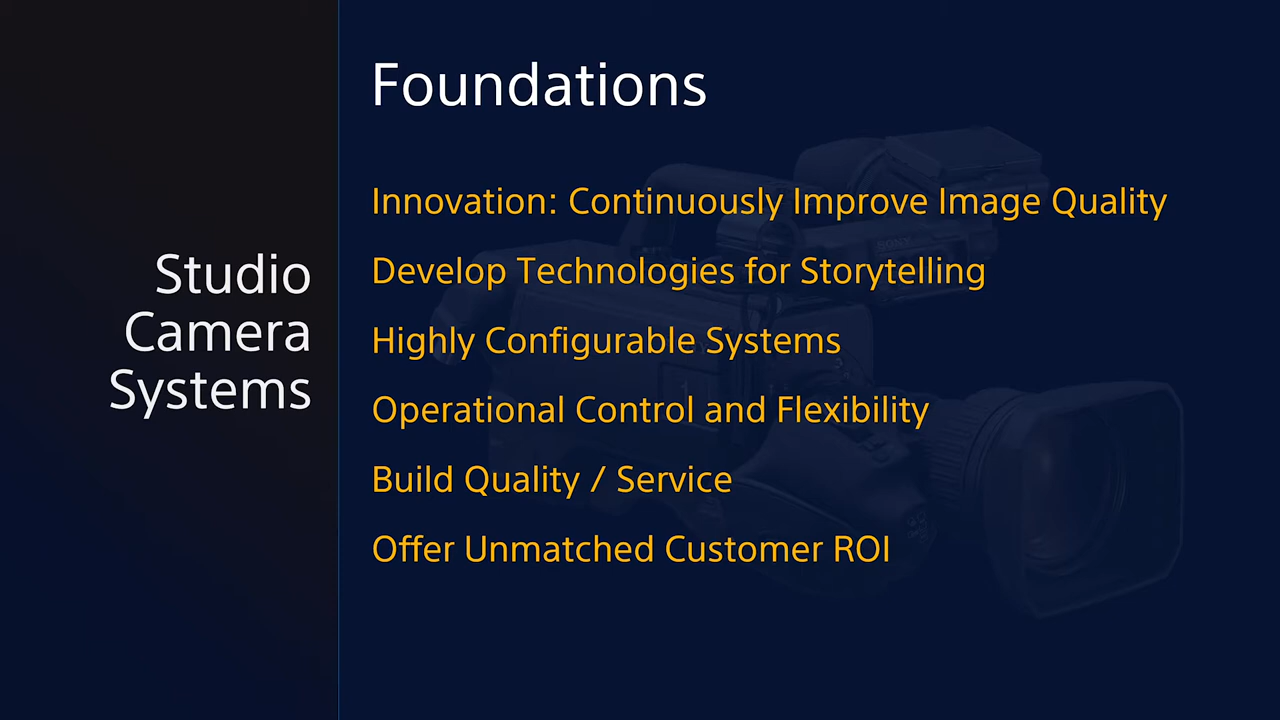 Studio
Camera
Systems
Foundations
Innovation: Continuously Improve Image Quality
Develop Technologies for Storytelling
Highly Configurable Systems
Operational Control and Flexibility
Build Quality / Service
Offer Unmatched Customer ROI
SONY